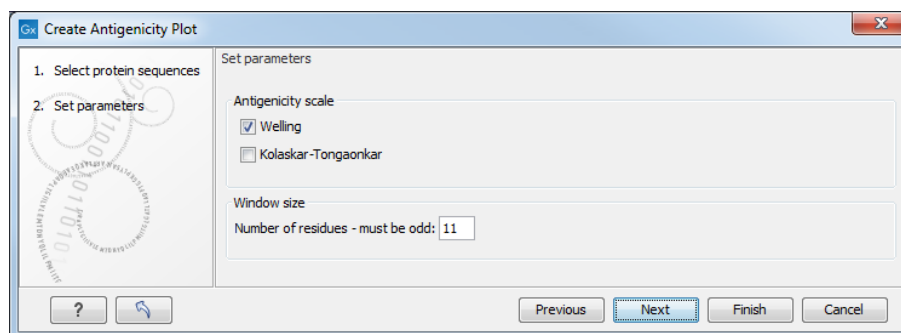 Gx Create Antigenicity Plot
1. Select protein sequences
2. Set parameters
Set parameters
Antigenicity scale
Welling
Kolaskar-Tongaonkar
Window size
Number of residues - must be odd: 11
?
Previous
Next
Finish
Cancel